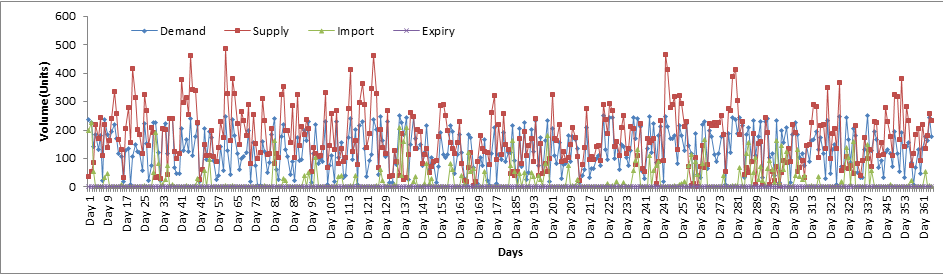 Demand Supply Import Expiry
600
500
400
300
200
100
0
Volume(Units)
Day 1 Day 9 Day 17 Day 25 Day 33 Day 41 Day 49 Day 57 Day 65 Day 73 Day 81 Day 89 Day 97 Day 105 Day 113 Day 121 Day 129 Day 137 Day 145 Day 153 Day 161 Day 169 Day 177 Day 185 Day 193 Day 201 Day 209 Day 217 Day 225 Day 233 Day 241 Day 249 Day 257 Day 265 Day 273 Day 281 Day 289 Day 297 Day 305 Day 313 Day 321 Day 329 Day 337 Day 345 Day 353 Day 361
Days